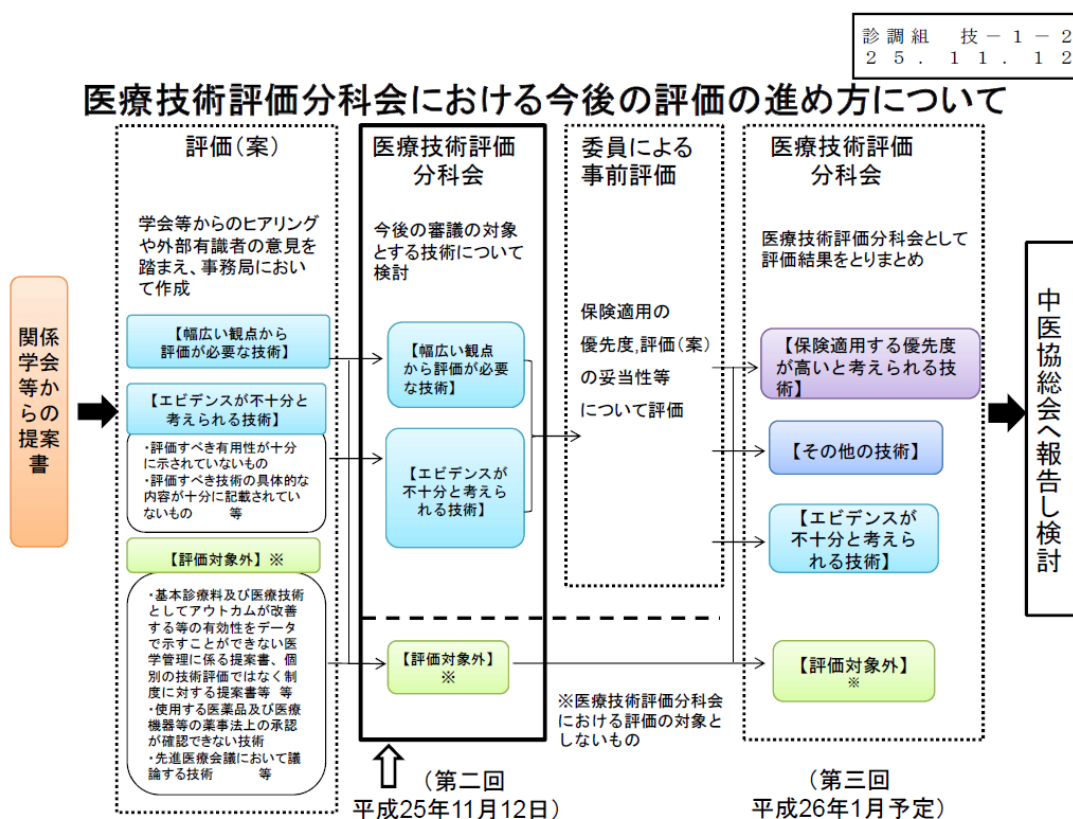 診調組 技－1－2
25．11．12
医療技術評価分科会における今後の評価の進め方について
関係学会等からの提案書
評価（案）
学会等からのヒアリング
や外部有識者の意見を
踏まえ、事務局におい
て作成
【幅広い観点から
評価が必要な技術】
【エビデンスが不十分と
考えられる技術】
・評価すべき有用性が十分
に示されていないもの
・評価すべき技術の具体的な
内容が十分に記載されてい
ないもの 等
【評価対象外】※
・基本診療料及び医療技術
としてアウトカムが改善
する等の有効性をデータ
で示すことができない医
学管理に係る提案書、個
別の技術評価ではなく制
度に対する提案書等 等
・使用する医薬品及び医療
機器等の薬事法上の承認
が確認できない技術
・先進医療会議において議
論する技術 等
医療技術評価
分科会
今後の審議の対象
とする技術について
検討
【幅広い観点
から評価が必要
な技術】
【エビデンスが
不十分と考えら
れる技術】
【評価対象外】
※
（第二回
平成25年11月12日）
委員による
事前評価
保険適用の
優先度,評価（案）
の妥当性等
について評価
※医療技術評価分科会
における評価の対象と
しないもの
医療技術評価
分科会
医療技術評価分科会として
評価結果をとりまとめ
【保険適用する優先度
が高いと考えられる技
術】
【その他の技術】
【エビデンスが
不十分と考えら
れる技術】
【評価対象外】
※
（第三回
平成26年1月予定）
中医協総会へ報告し検討